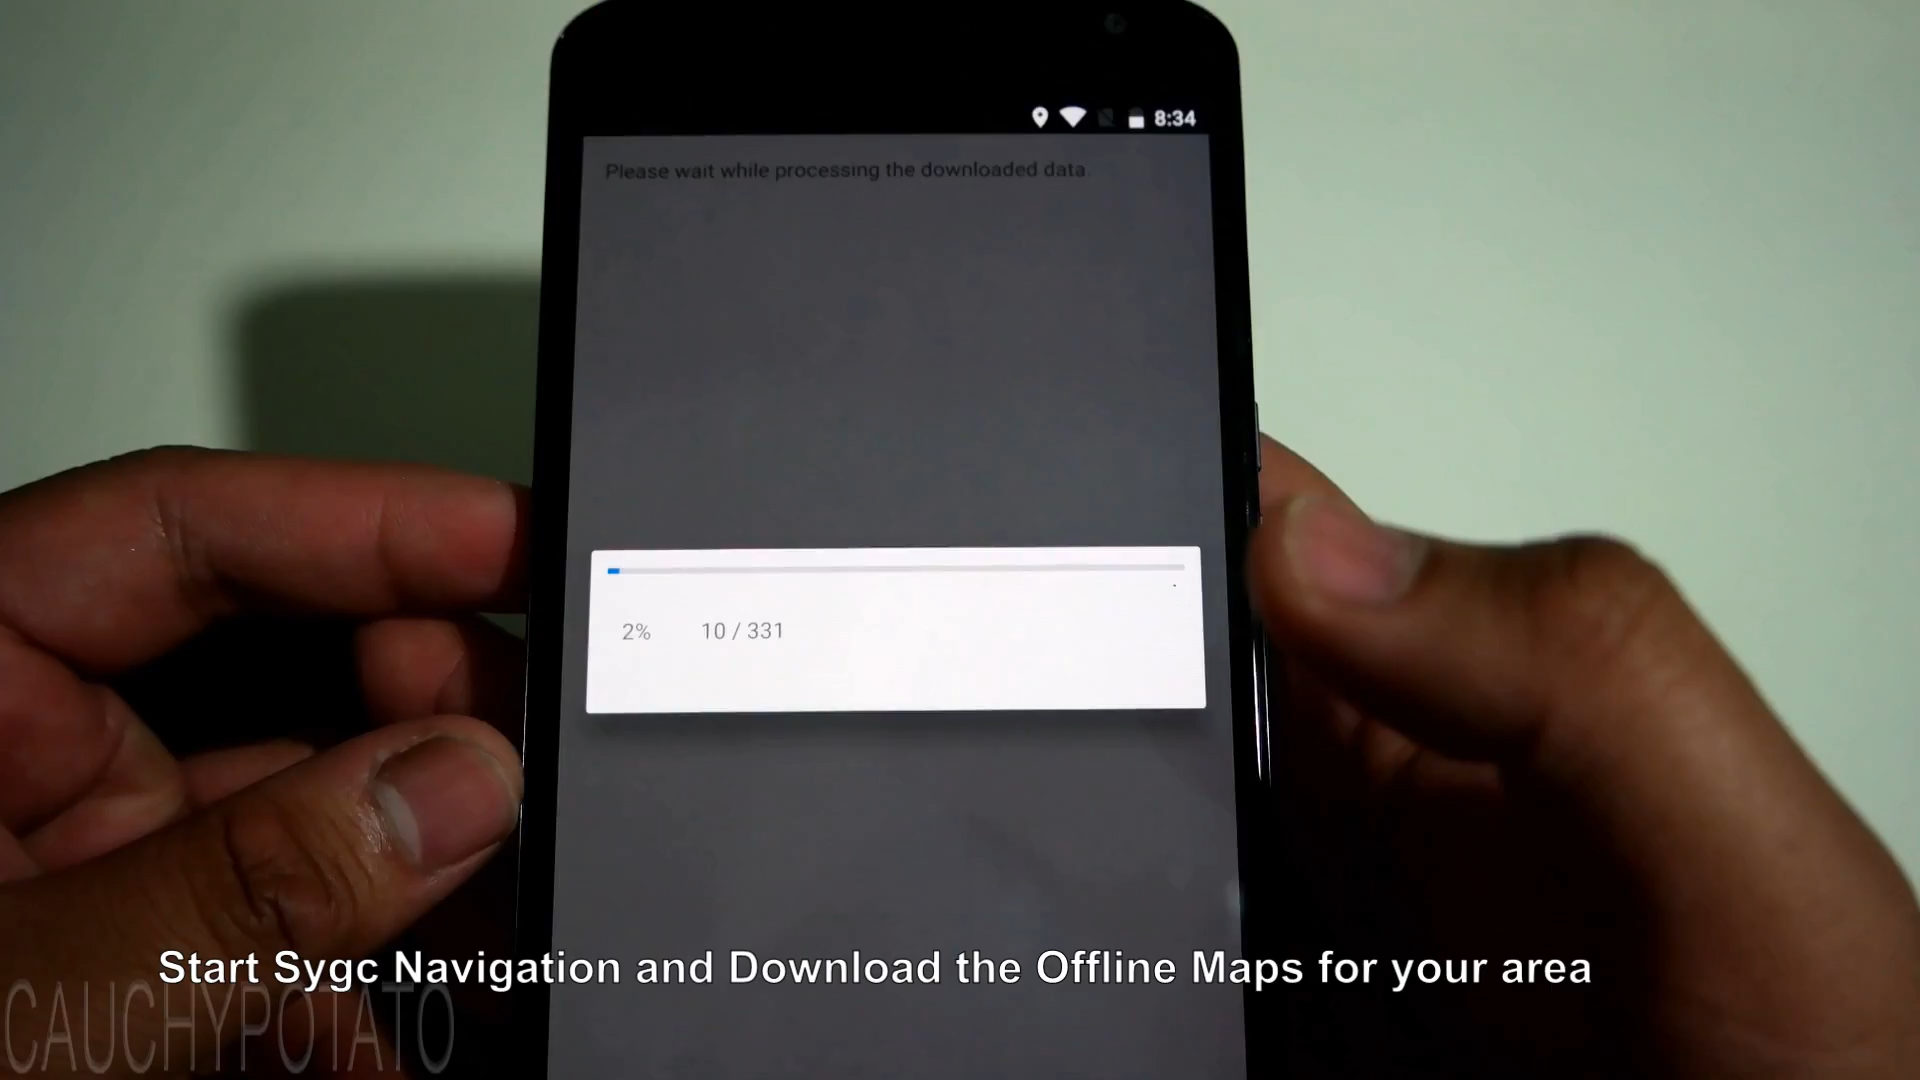 8:34
Please wait while processing the downloaded data.
2% 10 / 331
Start Sygc Navigation and Download the Offline Maps for your area
CAUCHYPOTATO